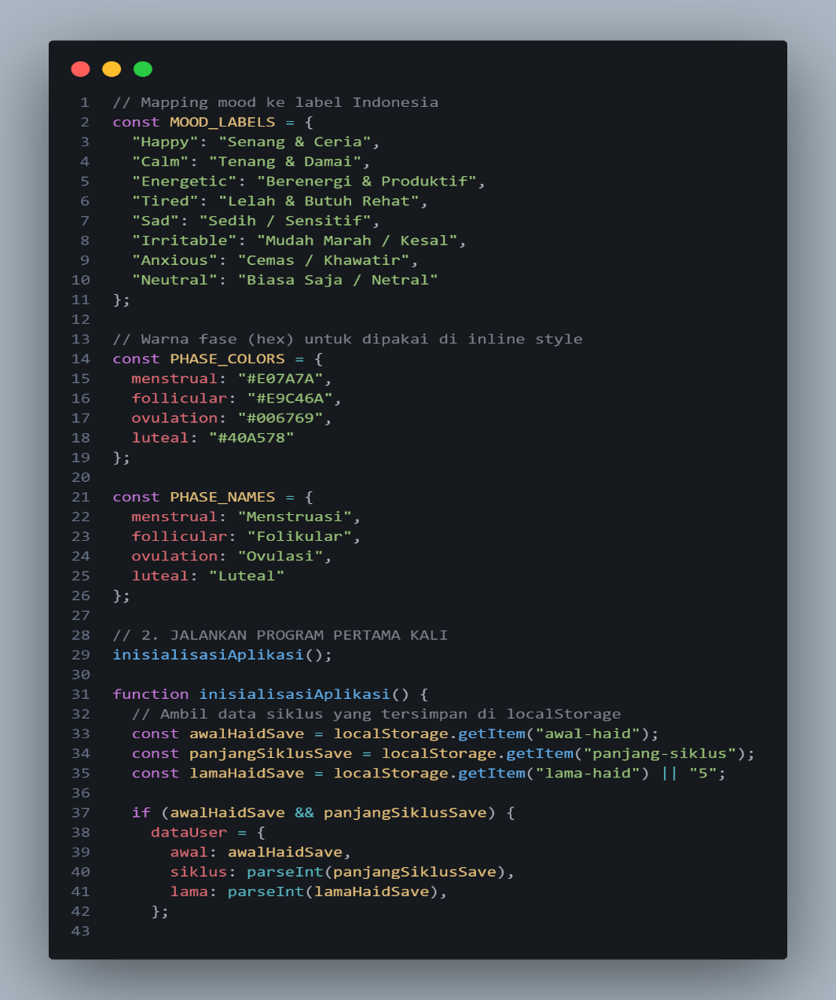 1 // Mapping mood ke label Indonesia
2 const MOOD_LABELS = {
3   "Happy": "Senang & Ceria",
4   "Calm": "Tenang & Damai",
5   "Energetic": "Berenergi & Produktif",
6   "Tired": "Lelah & Butuh Rehat",
7   "Sad": "Sedih / Sensitif",
8   "Irritable": "Mudah Marah / Kesal",
9   "Anxious": "Cemas / Khawatir",
10   "Neutral": "Biasa Saja / Netral"
11 };
12
13 // Warna fase (hex) untuk dipakai di inline style
14 const PHASE_COLORS = {
15   menstrual: "#E07A7A",
16   follicular: "#E9C46A",
17   ovulation: "#006769",
18   luteal: "#40A578"
19 };
20
21 const PHASE_NAMES = {
22   menstrual: "Menstruasi",
23   follicular: "Folikular",
24   ovulation: "Ovulasi",
25   luteal: "Luteal"
26 };
27
28 // 2. JALANKAN PROGRAM PERTAMA KALI
29 inisialisasiAplikasi();
30
31 function inisialisasiAplikasi() {
32   // Ambil data siklus yang tersimpan di localStorage
33   const awalHaidSave = localStorage.getItem("awal-haid");
34   const panjangSiklusSave = localStorage.getItem("panjang-siklus");
35   const lamaHaidSave = localStorage.getItem("lama-haid") || "5";
36
37   if (awalHaidSave && panjangSiklusSave) {
38     dataUser = {
39       awal: awalHaidSave,
40       siklus: parseInt(panjangSiklusSave),
41       lama: parseInt(lamaHaidSave),
42     };
43